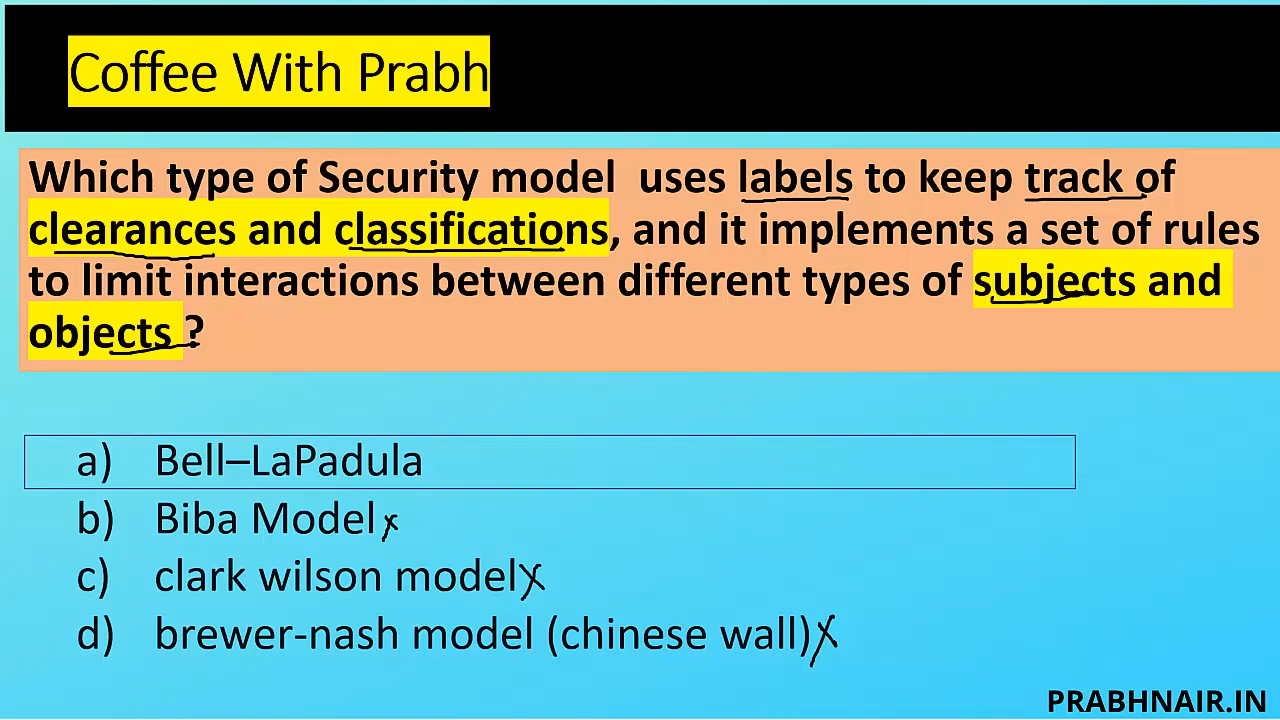 Coffee With Prabh
Which type of Security model uses labels to keep track of
clearances and classifications, and it implements a set of rules
to limit interactions between different types of subjects and
objects ?
a) Bell–LaPadula
b) Biba Model x
c) clark wilson model x
d) brewer-nash model (chinese wall) x
PRABHNAIR.IN